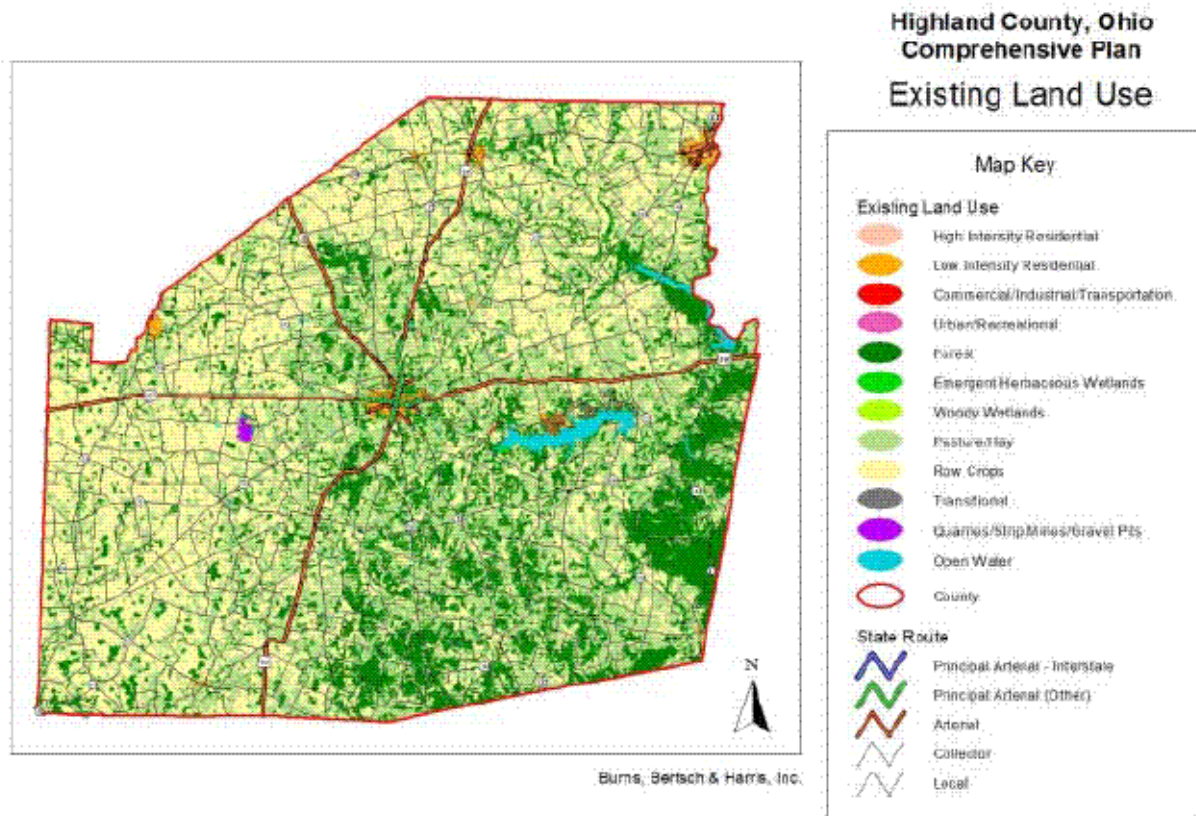 Highland County, Ohio
Comprehensive Plan
Existing Land Use
Map Key
Existing Land Use
High Intensity Residential
Low Intensity Residential
Commercial/Industrial/Transportation
Urban/Recreational
Forest
Emergent Herbaceous Wetlands
Woody Wetlands
Pasture/Hay
Row Crops
Transitional
Quarries/Strip Mines/Gravel Pits
Open Water
County
State Route
Principal Arterial - Interstate
Principal Arterial (Other)
Arterial
Collector
Local
N
Burns, Bertsch & Harris, Inc.